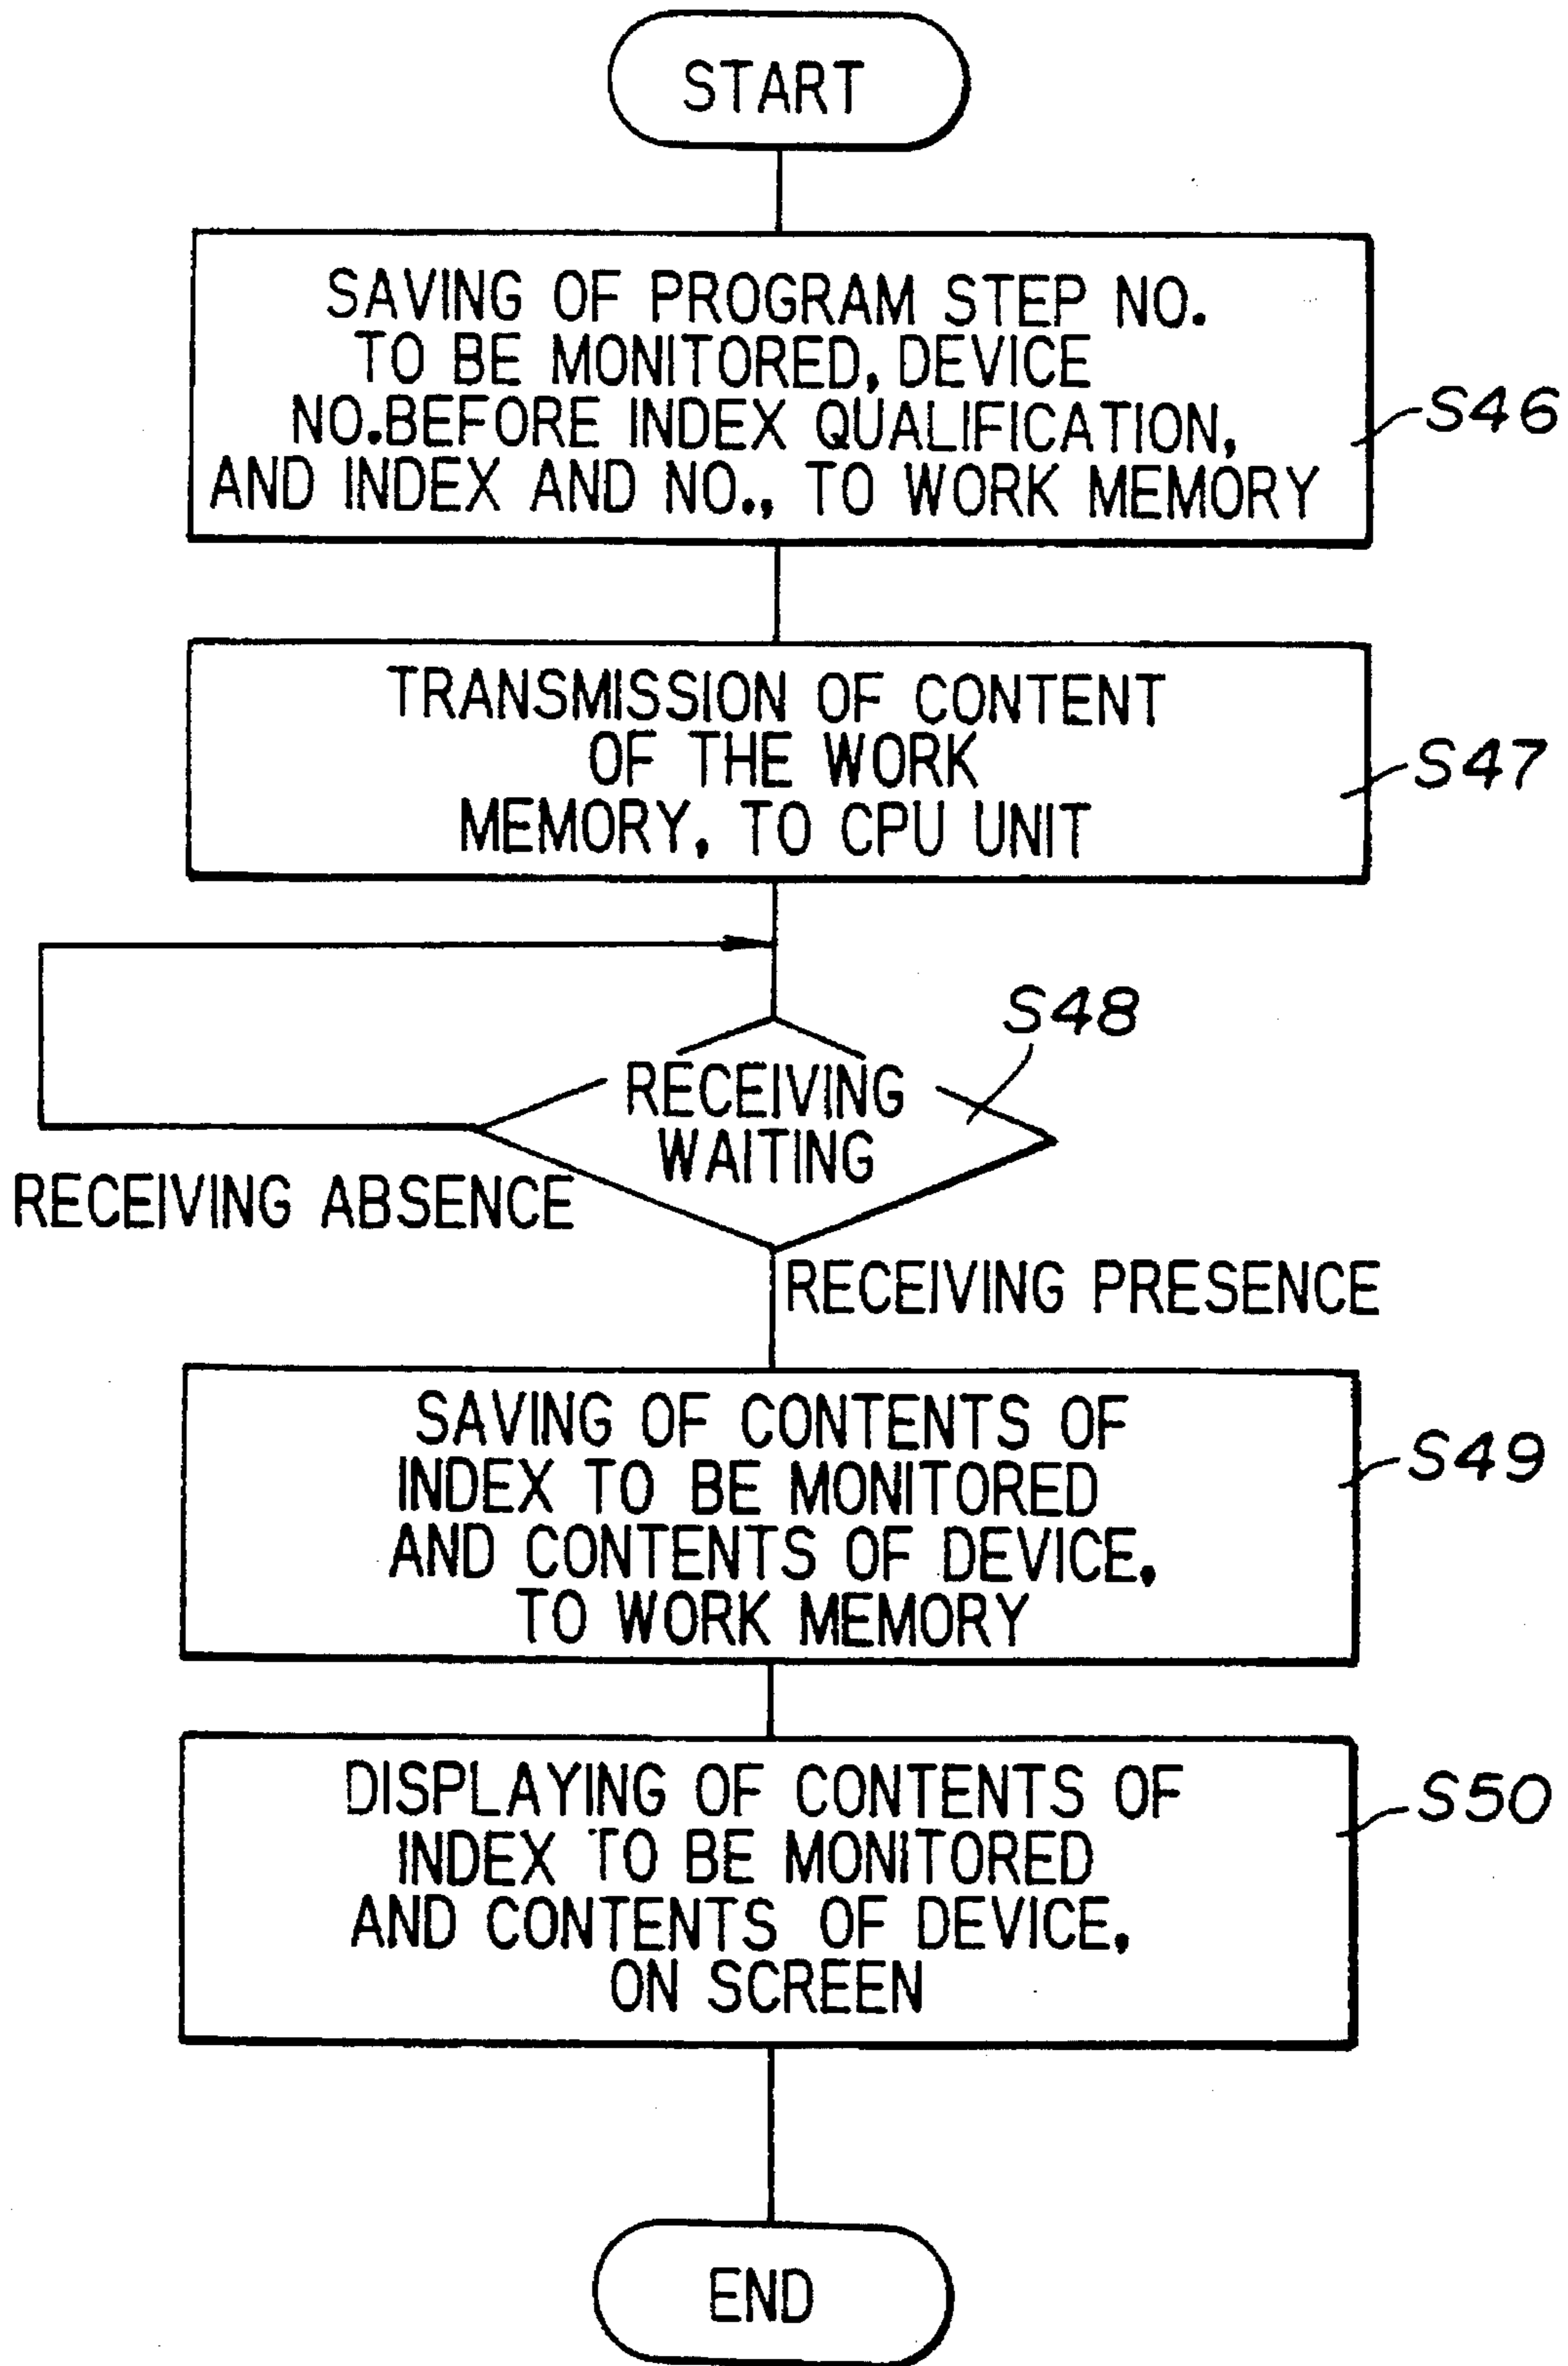 START
SAVING OF PROGRAM STEP NO.
TO BE MONITORED, DEVICE
NO.BEFORE INDEX QUALIFICATION,
AND INDEX AND NO., TO WORK MEMORY
S46
TRANSMISSION OF CONTENT
OF THE WORK
MEMORY, TO CPU UNIT
S47
S48
RECEIVING
WAITING
RECEIVING ABSENCE
RECEIVING PRESENCE
SAVING OF CONTENTS OF
INDEX TO BE MONITORED
AND CONTENTS OF DEVICE,
TO WORK MEMORY
S49
DISPLAYING OF CONTENTS OF
INDEX TO BE MONITORED
AND CONTENTS OF DEVICE,
ON SCREEN
S50
END